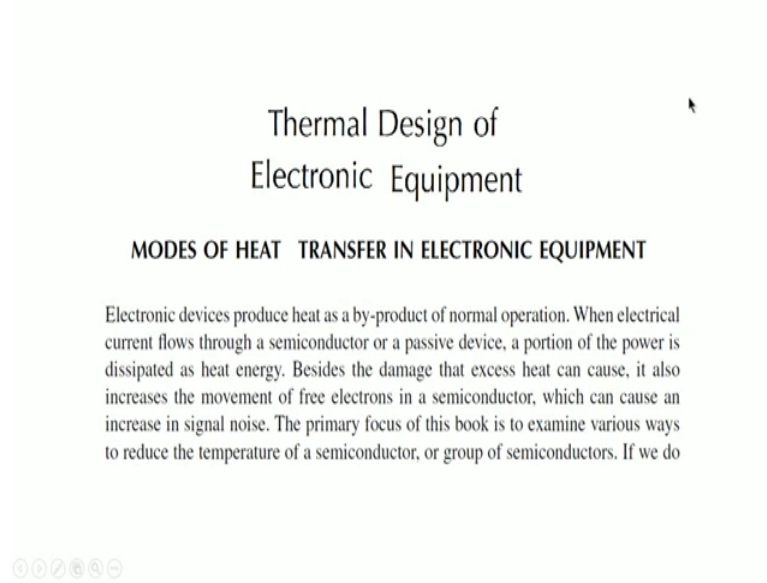 Thermal Design of
Electronic Equipment
MODES OF HEAT TRANSFER IN ELECTRONIC EQUIPMENT
Electronic devices produce heat as a by-product of normal operation. When electrical
current flows through a semiconductor or a passive device, a portion of the power is
dissipated as heat energy. Besides the damage that excess heat can cause, it also
increases the movement of free electrons in a semiconductor, which can cause an
increase in signal noise. The primary focus of this book is to examine various ways
to reduce the temperature of a semiconductor, or group of semiconductors. If we do